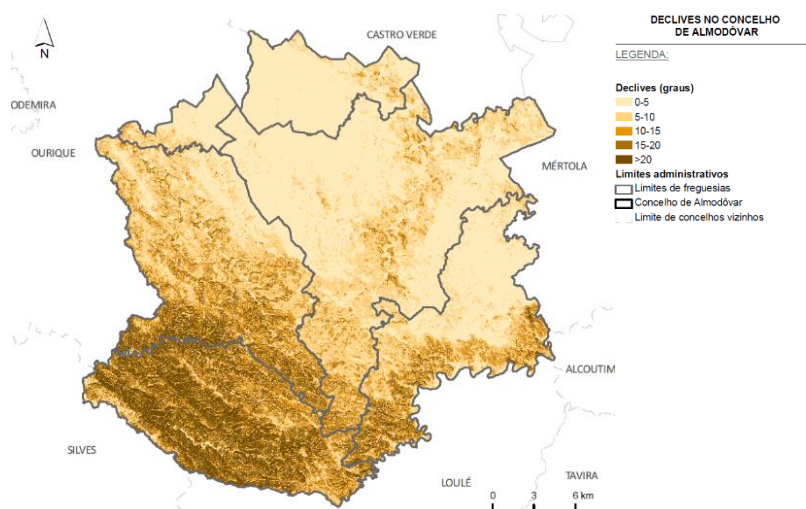 DECLIVES NO CONCELHO
DE ALMODÔVAR
LEGENDA:
Declives (graus)
0-5
5-10
10-15
15-20
>20
Limites administrativos
Limites de freguesias
Concelho de Almodôvar
Limite de concelhos vizinhos
N
CASTRO VERDE
ODEMIRA
OURIQUE
MÉRTOLA
ALCOUTIM
SILVES
LOULÉ
TAVIRA
0 3 6 km